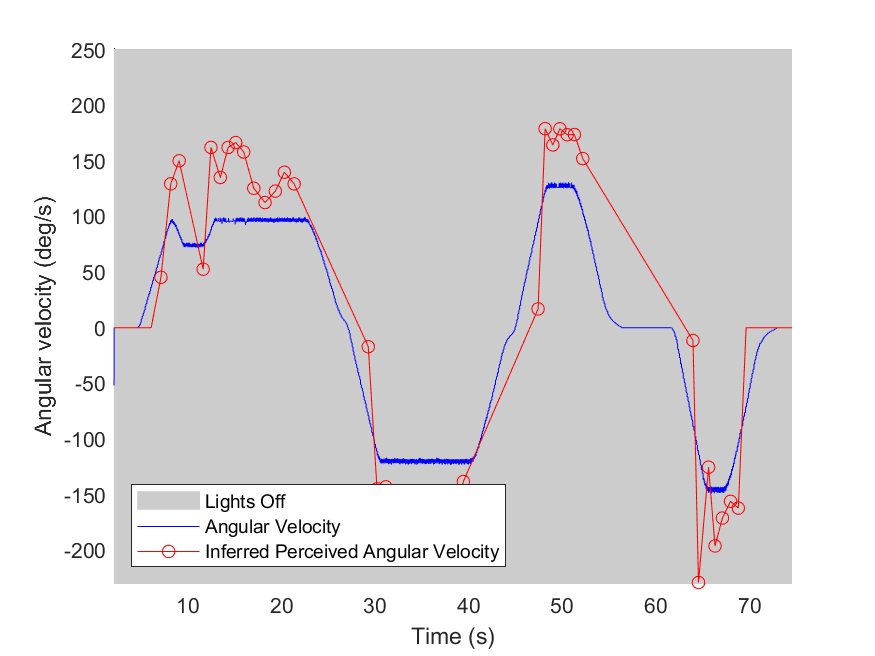 250
200
150
100
50
0
-50
-100
-150
-200
Angular velocity (deg/s)
Lights Off
Angular Velocity
Inferred Perceived Angular Velocity
10 20 30 40 50 60 70
Time (s)